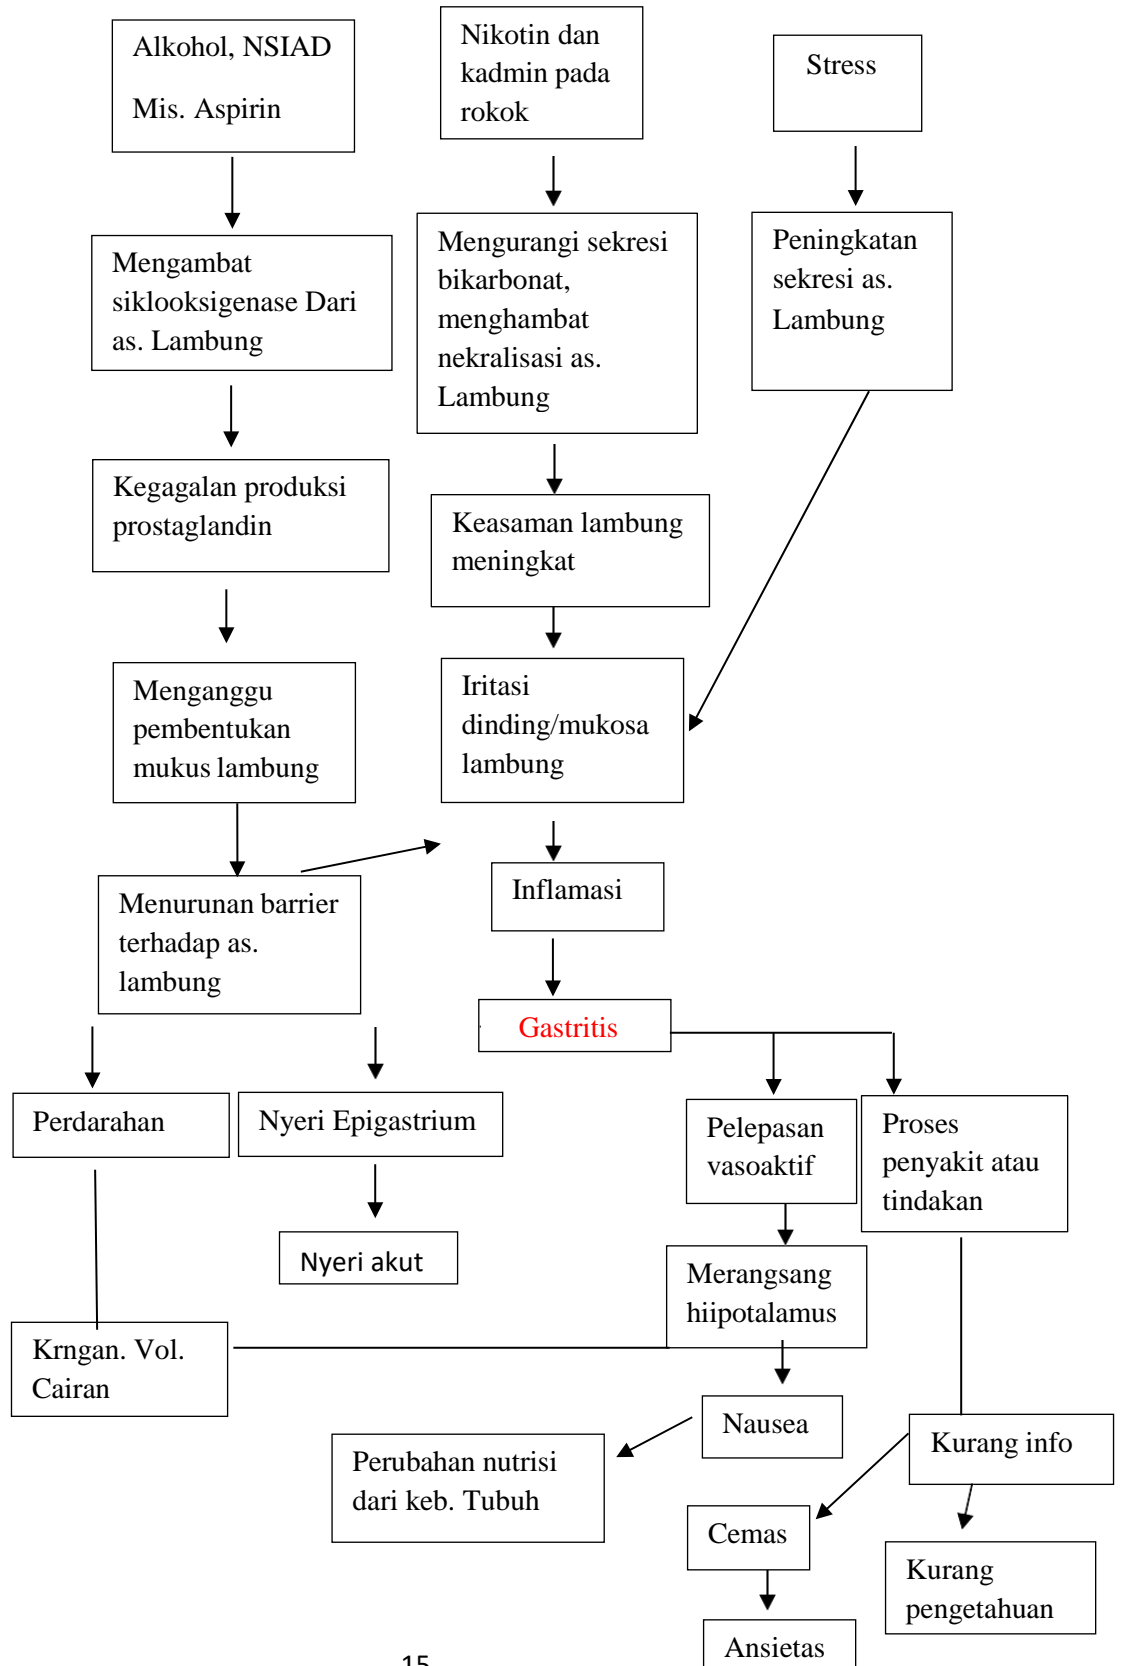 Alkohol, NSIAD
Mis. Aspirin
Nikotin dan
kadmin pada
rokok
Stress
Mengambat
siklooksigenase Dari
as. Lambung
Mengurangi sekresi
bikarbonat,
menghambat
nekralisasi as.
Lambung
Peningkatan
sekresi as.
Lambung
Kegagalan produksi
prostaglandin
Keasaman lambung
meningkat
Menganggu
pembentukan
mukus lambung
Iritasi
dinding/mukosa
lambung
Menurunan barrier
terhadap as.
lambung
Inflamasi
Gastritis
Perdarahan
Nyeri Epigastrium
Pelepasan
vasoaktif
Proses
penyakit atau
tindakan
Nyeri akut
Merangsang
hiipotalamus
Krngan. Vol.
Cairan
Nausea
Kurang info
Perubahan nutrisi
dari keb. Tubuh
Cemas
Kurang
pengetahuan
Ansietas
15